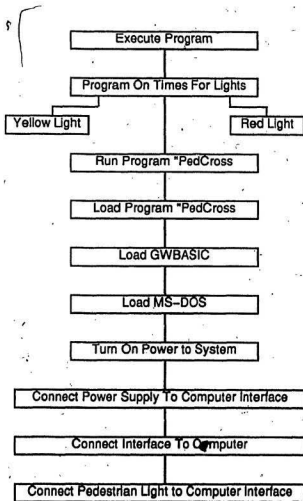 Execute Program
Program On Times For Lights
Yellow Light
Red Light
Run Program "PedCross
Load Program "PedCross
Load GWBASIC
Load MS-DOS
Turn On Power to System
Connect Power Supply To Computer Interface
Connect Interface To Computer
Connect Pedestrian Light to Computer Interface